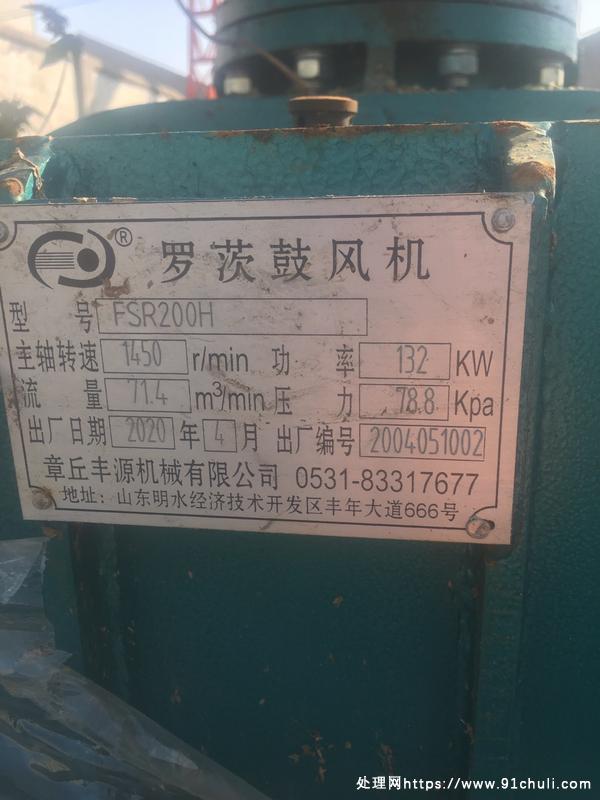 ® 罗茨鼓风机
型号 FSR200H
主轴转速 1450 r/min 功率 132 KW
流量 71.4 m³/min 压力 78.8 Kpa
出厂日期 2020 年 4 月 出厂编号 2004051002
章丘丰源机械有限公司 0531-83317677
地址: 山东明水经济技术开发区丰年大道666号
处理网https://www.91chuli.com/